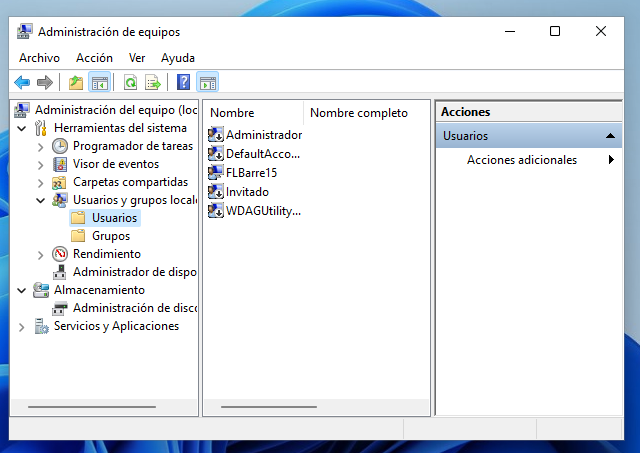 Administración de equipos
Archivo Acción Ver Ayuda
Administración del equipo (loc
Herramientas del sistema
Programador de tareas
Visor de eventos
Carpetas compartidas
Usuarios y grupos locale
Usuarios
Grupos
Rendimiento
Administrador de dispo
Almacenamiento
Administración de disco
Servicios y Aplicaciones
Nombre Nombre completo
Administrador
DefaultAcco...
FLBarre15
Invitado
WDAGUtility...
Acciones
Usuarios
Acciones adicionales